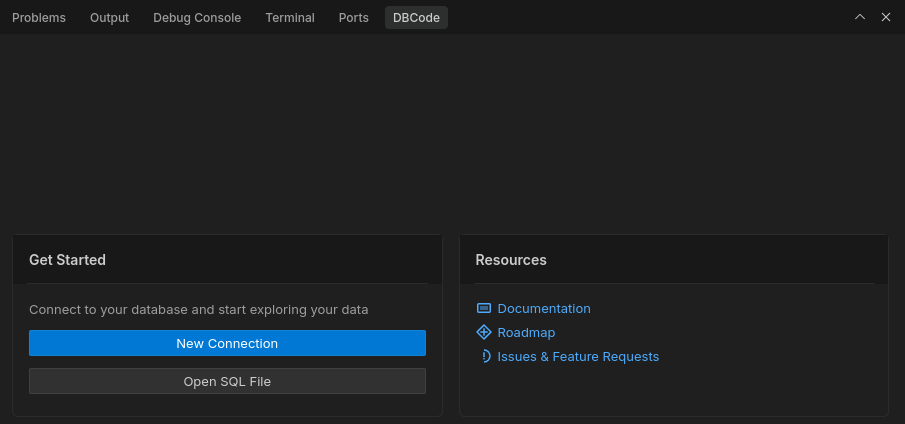 Problems Output Debug Console Terminal Ports DBCode
Get Started
Connect to your database and start exploring your data
New Connection
Open SQL File
Resources
Documentation
Roadmap
Issues & Feature Requests